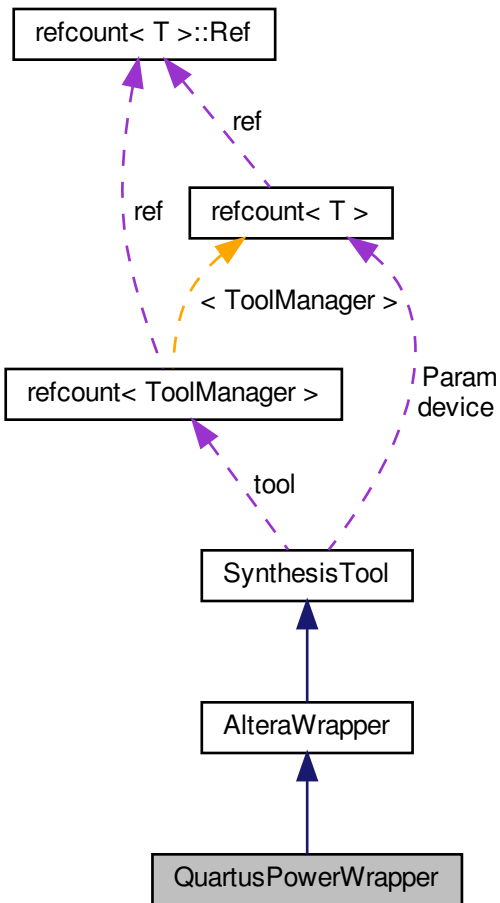 refcount< T >::Ref
ref
ref
refcount< T >
< ToolManager >
refcount< ToolManager >
Param
device
tool
SynthesisTool
AlteraWrapper
QuartusPowerWrapper